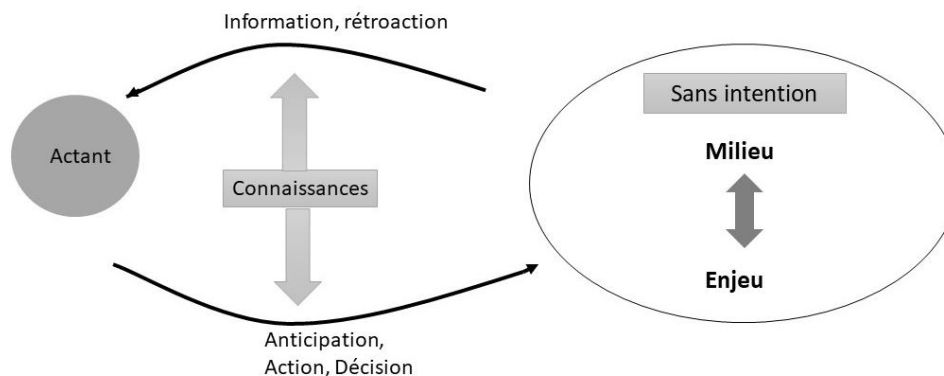 Information, rétroaction
Sans intention
Actant
Milieu
Connaissances
Enjeu
Anticipation,
Action, Décision